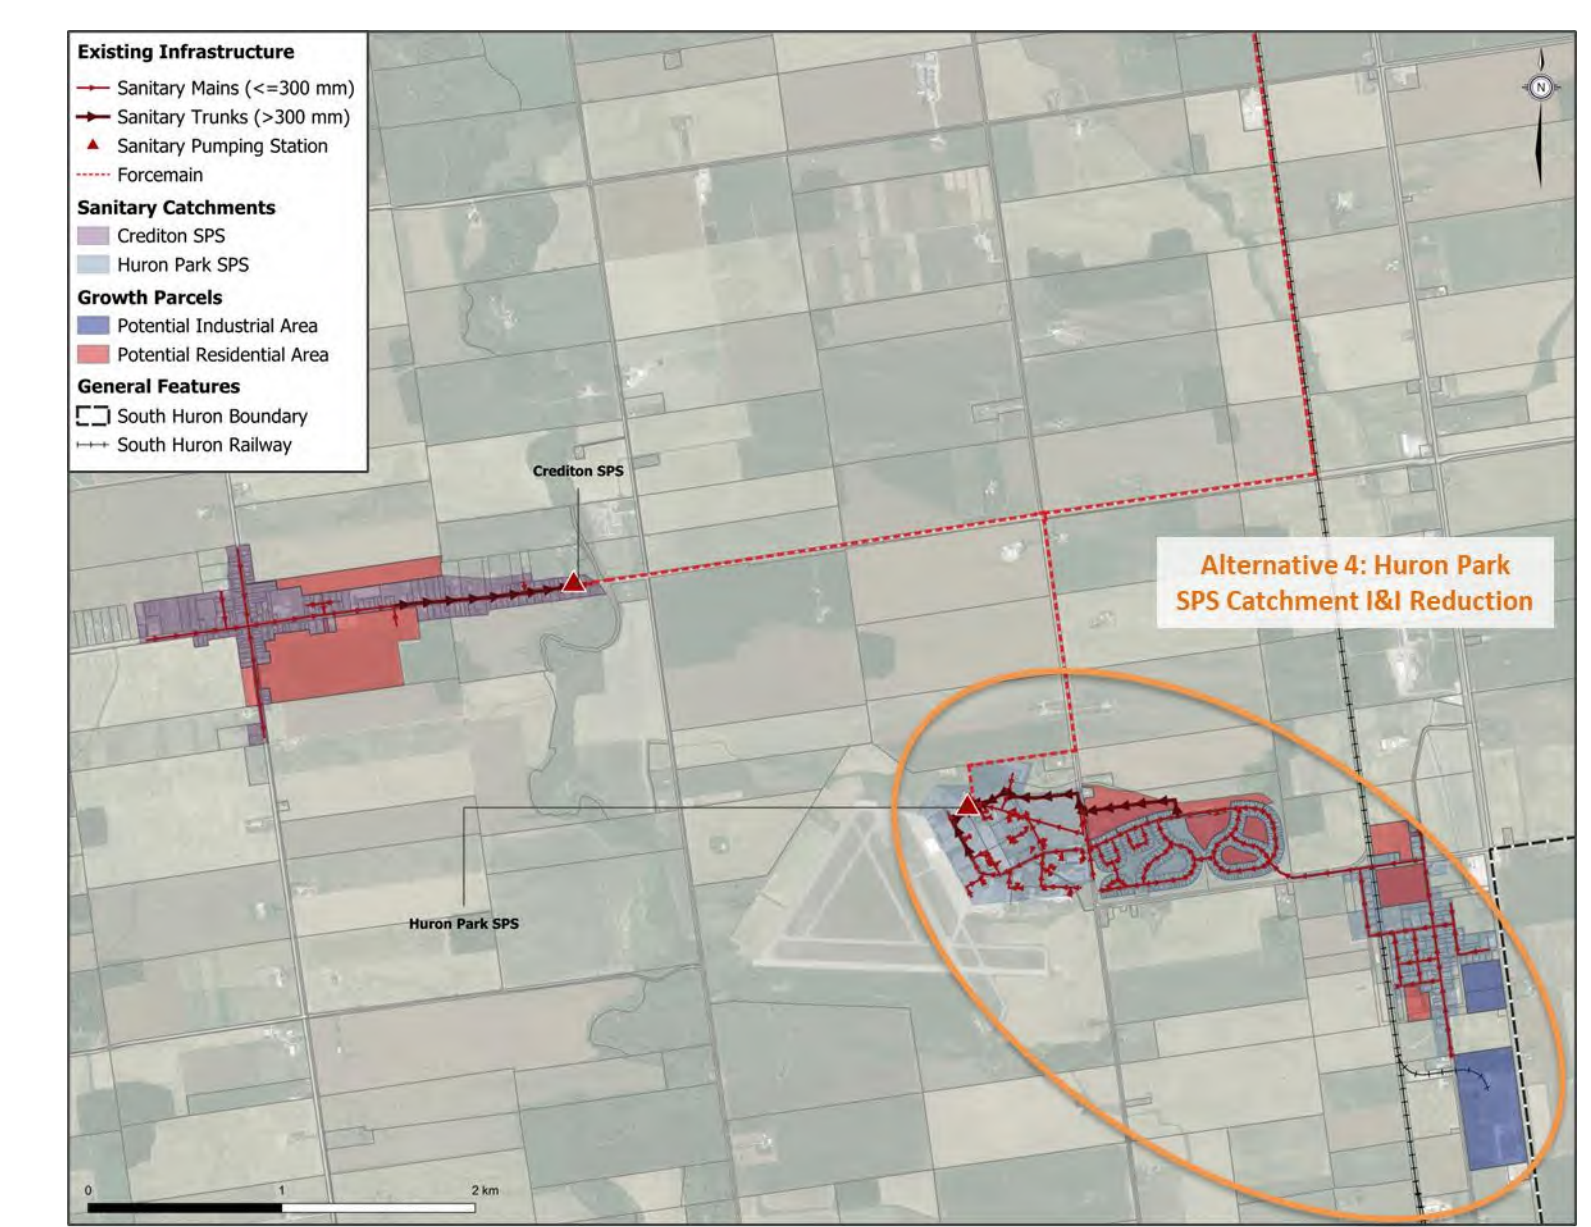 Existing Infrastructure
Sanitary Mains (<=300 mm)
Sanitary Trunks (>300 mm)
Sanitary Pumping Station
Forcemain
Sanitary Catchments
Crediton SPS
Huron Park SPS
Growth Parcels
Potential Industrial Area
Potential Residential Area
General Features
South Huron Boundary
South Huron Railway
N
Crediton SPS
Alternative 4: Huron Park
SPS Catchment I&I Reduction
Huron Park SPS
0 1 2 km